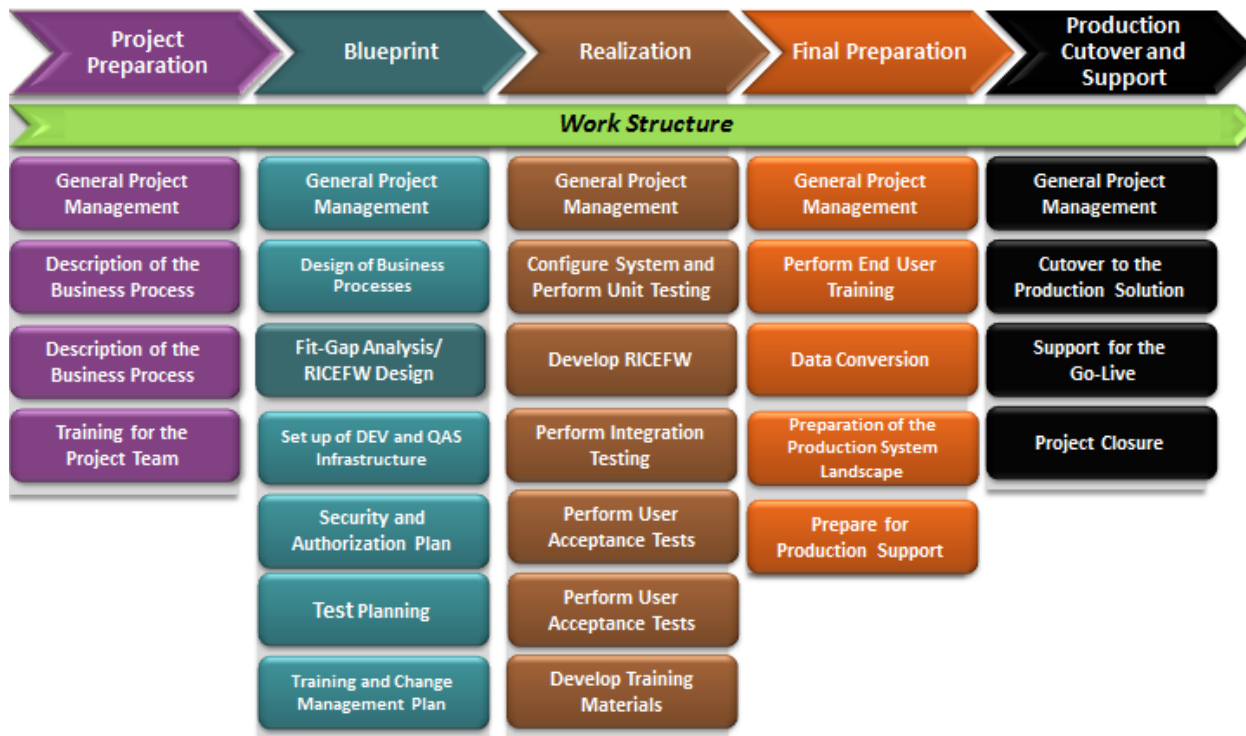 Project
Preparation
Blueprint
Realization
Final Preparation
Production
Cutover and
Support
Work Structure
General Project
Management
Description of the
Business Process
Description of the
Business Process
Training for the
Project Team
General Project
Management
Design of Business
Processes
Fit-Gap Analysis/
RICEFW Design
Set up of DEV and QAS
Infrastructure
Security and
Authorization Plan
Test Planning
Training and Change
Management Plan
General Project
Management
Configure System and
Perform Unit Testing
Develop RICEFW
Perform Integration
Testing
Perform User
Acceptance Tests
Perform User
Acceptance Tests
Develop Training
Materials
General Project
Management
Perform End User
Training
Data Conversion
Preparation of the
Production System
Landscape
Prepare for
Production Support
General Project
Management
Cutover to the
Production Solution
Support for the
Go-Live
Project Closure